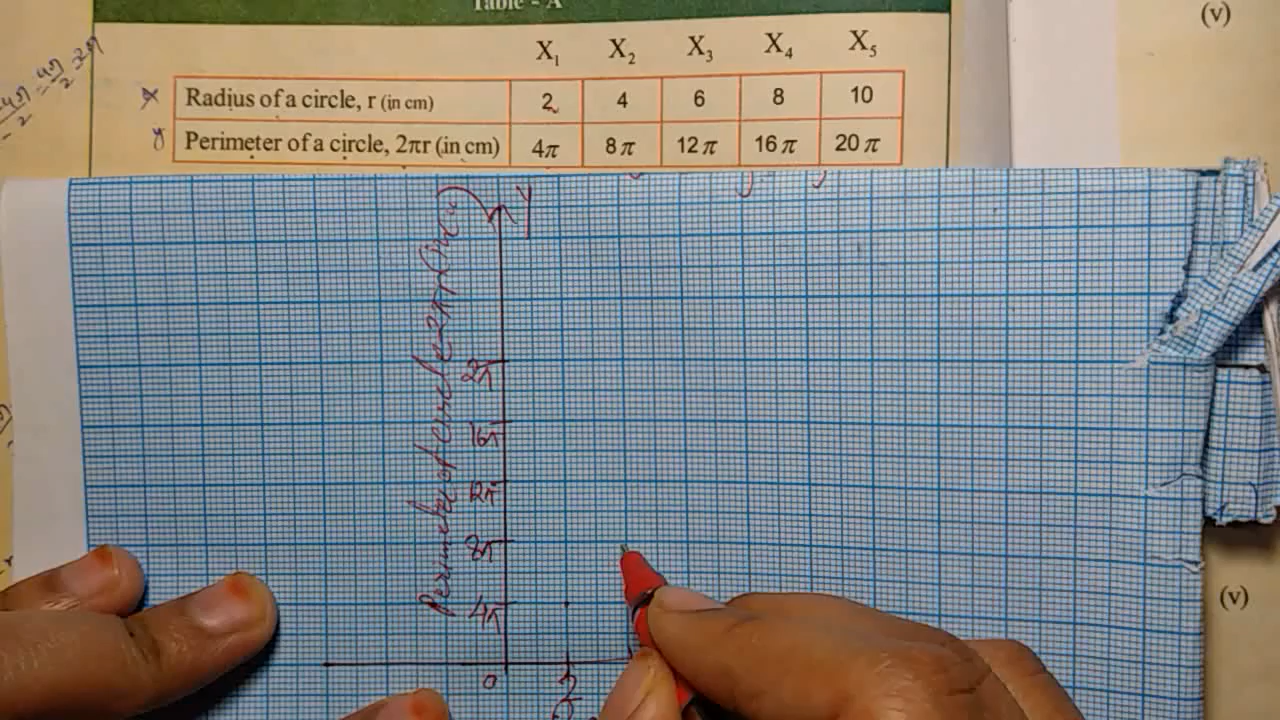 Table - A
(v)
X₁ X₂ X₃ X₄ X₅
x Radius of a circle, r (in cm) 2 4 6 8 10
y Perimeter of a circle, 2πr (in cm) 4π 8π 12π 16π 20π
Y
Perimeter of circle 2πr
20π
16π
12π
8π
4π
0 2
(v)